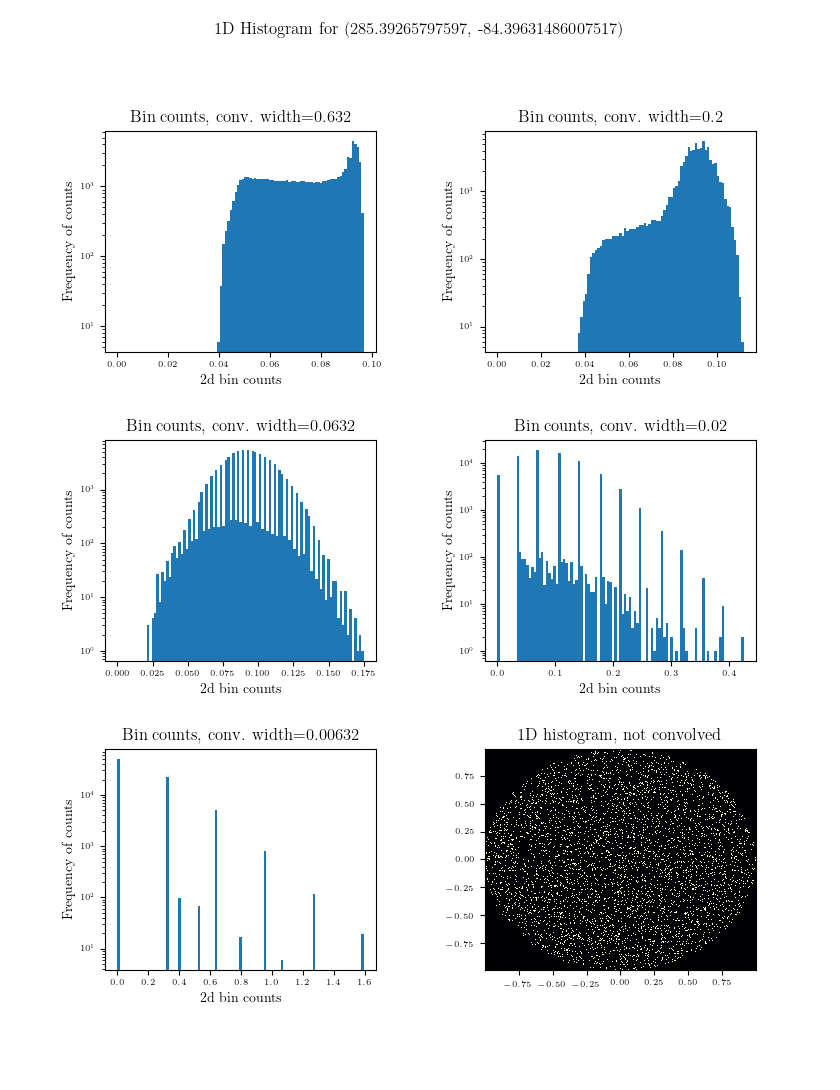 1D Histogram for (285.39265797597, -84.39631486007517)
Bin counts, conv. width=0.632
Frequency of counts
10³
10²
10¹
0.00 0.02 0.04 0.06 0.08 0.10
2d bin counts
Bin counts, conv. width=0.2
Frequency of counts
10³
10²
10¹
0.00 0.02 0.04 0.06 0.08 0.10
2d bin counts
Bin counts, conv. width=0.0632
Frequency of counts
10³
10²
10¹
10⁰
0.000 0.025 0.050 0.075 0.100 0.125 0.150 0.175
2d bin counts
Bin counts, conv. width=0.02
Frequency of counts
10⁴
10³
10²
10¹
10⁰
0.0 0.1 0.2 0.3 0.4
2d bin counts
Bin counts, conv. width=0.00632
Frequency of counts
10⁴
10³
10²
10¹
0.0 0.2 0.4 0.6 0.8 1.0 1.2 1.4 1.6
2d bin counts
1D histogram, not convolved
0.75
0.50
0.25
0.00
−0.25
−0.50
−0.75
−0.75 −0.50 −0.25 0.00 0.25 0.50 0.75